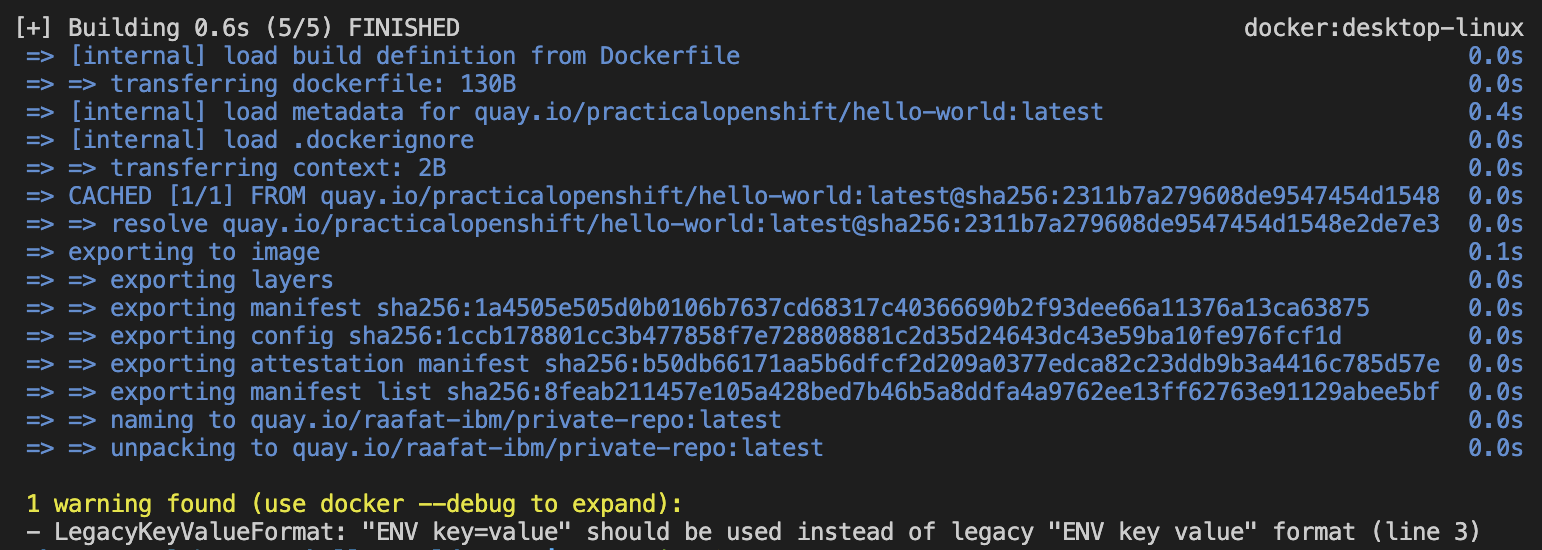 [+] Building 0.6s (5/5) FINISHED docker:desktop-linux
=> [internal] load build definition from Dockerfile 0.0s
=> => transferring dockerfile: 130B 0.0s
=> [internal] load metadata for quay.io/practicalopenshift/hello-world:latest 0.4s
=> [internal] load .dockerignore 0.0s
=> => transferring context: 2B 0.0s
=> CACHED [1/1] FROM quay.io/practicalopenshift/hello-world:latest@sha256:2311b7a279608de9547454d1548 0.0s
=> => resolve quay.io/practicalopenshift/hello-world:latest@sha256:2311b7a279608de9547454d1548e2de7e3 0.0s
=> exporting to image 0.1s
=> => exporting layers 0.0s
=> => exporting manifest sha256:1a4505e505d0b0106b7637cd68317c40366690b2f93dee66a11376a13ca63875 0.0s
=> => exporting config sha256:1ccb178801cc3b477858f7e728808881c2d35d24643dc43e59ba10fe976fcf1d 0.0s
=> => exporting attestation manifest sha256:b50db66171aa5b6dfcf2d209a0377edca82c23ddb9b3a4416c785d57e 0.0s
=> => exporting manifest list sha256:8feab211457e105a428bed7b46b5a8ddfa4a9762ee13ff62763e91129abee5bf 0.0s
=> => naming to quay.io/raafat-ibm/private-repo:latest 0.0s
=> => unpacking to quay.io/raafat-ibm/private-repo:latest 0.0s
1 warning found (use docker --debug to expand):
- LegacyKeyValueFormat: "ENV key=value" should be used instead of legacy "ENV key value" format (line 3)